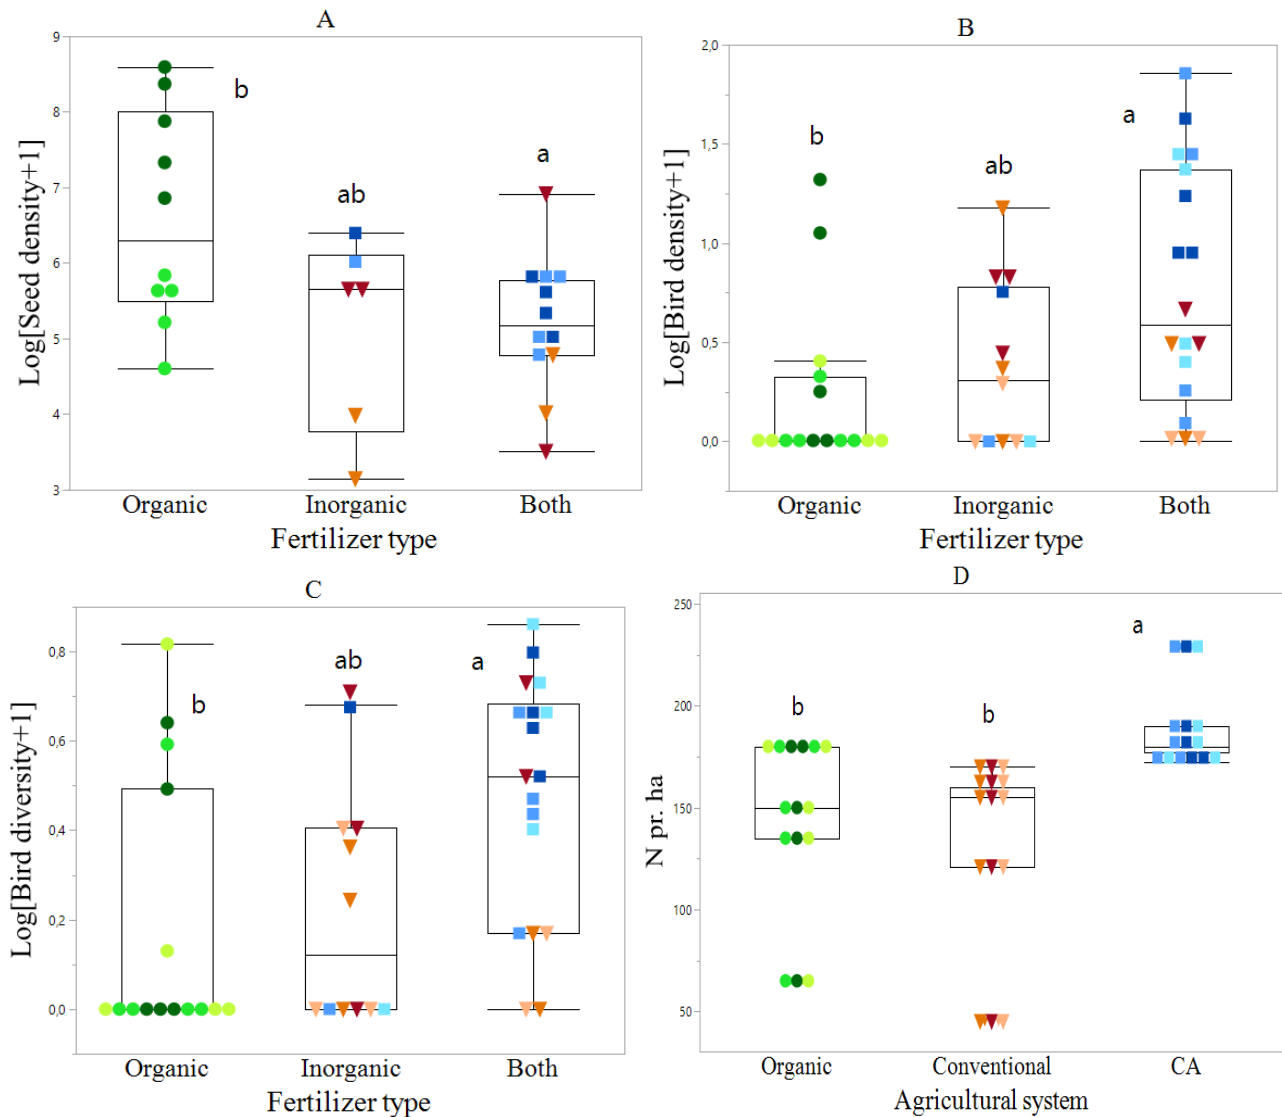 A
Log[Seed density+1]
9
8
7
6
5
4
3
b
ab
a
Organic Inorganic Both
Fertilizer type
B
Log[Bird density+1]
2,0
1,5
1,0
0,5
0,0
b
ab
a
Organic Inorganic Both
Fertilizer type
C
Log[Bird diversity+1]
0,8
0,6
0,4
0,2
0,0
b
ab
a
Organic Inorganic Both
Fertilizer type
D
N pr. ha
250
200
150
100
50
b
b
a
Organic Conventional CA
Agricultural system